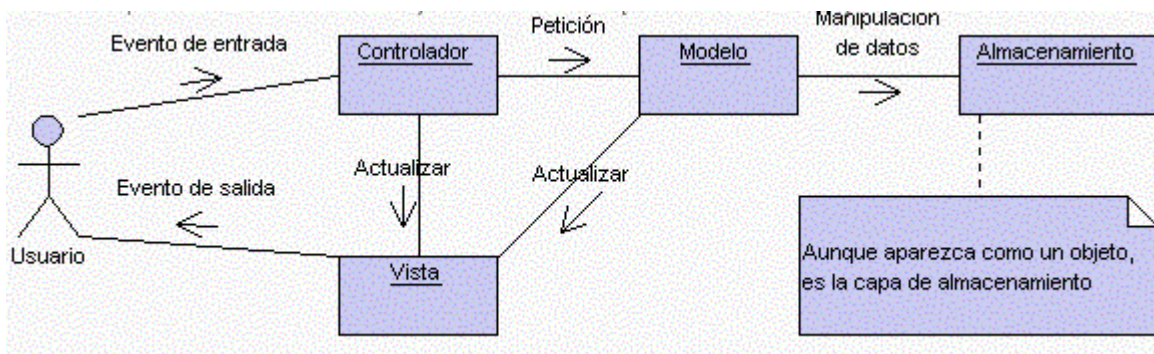 Evento de entrada
Controlador
Petición
Modelo
Manipulacion
de datos
Almacenamiento
Actualizar
Actualizar
Evento de salida
Usuario
Vista
Aunque aparezca como un objeto,
es la capa de almacenamiento